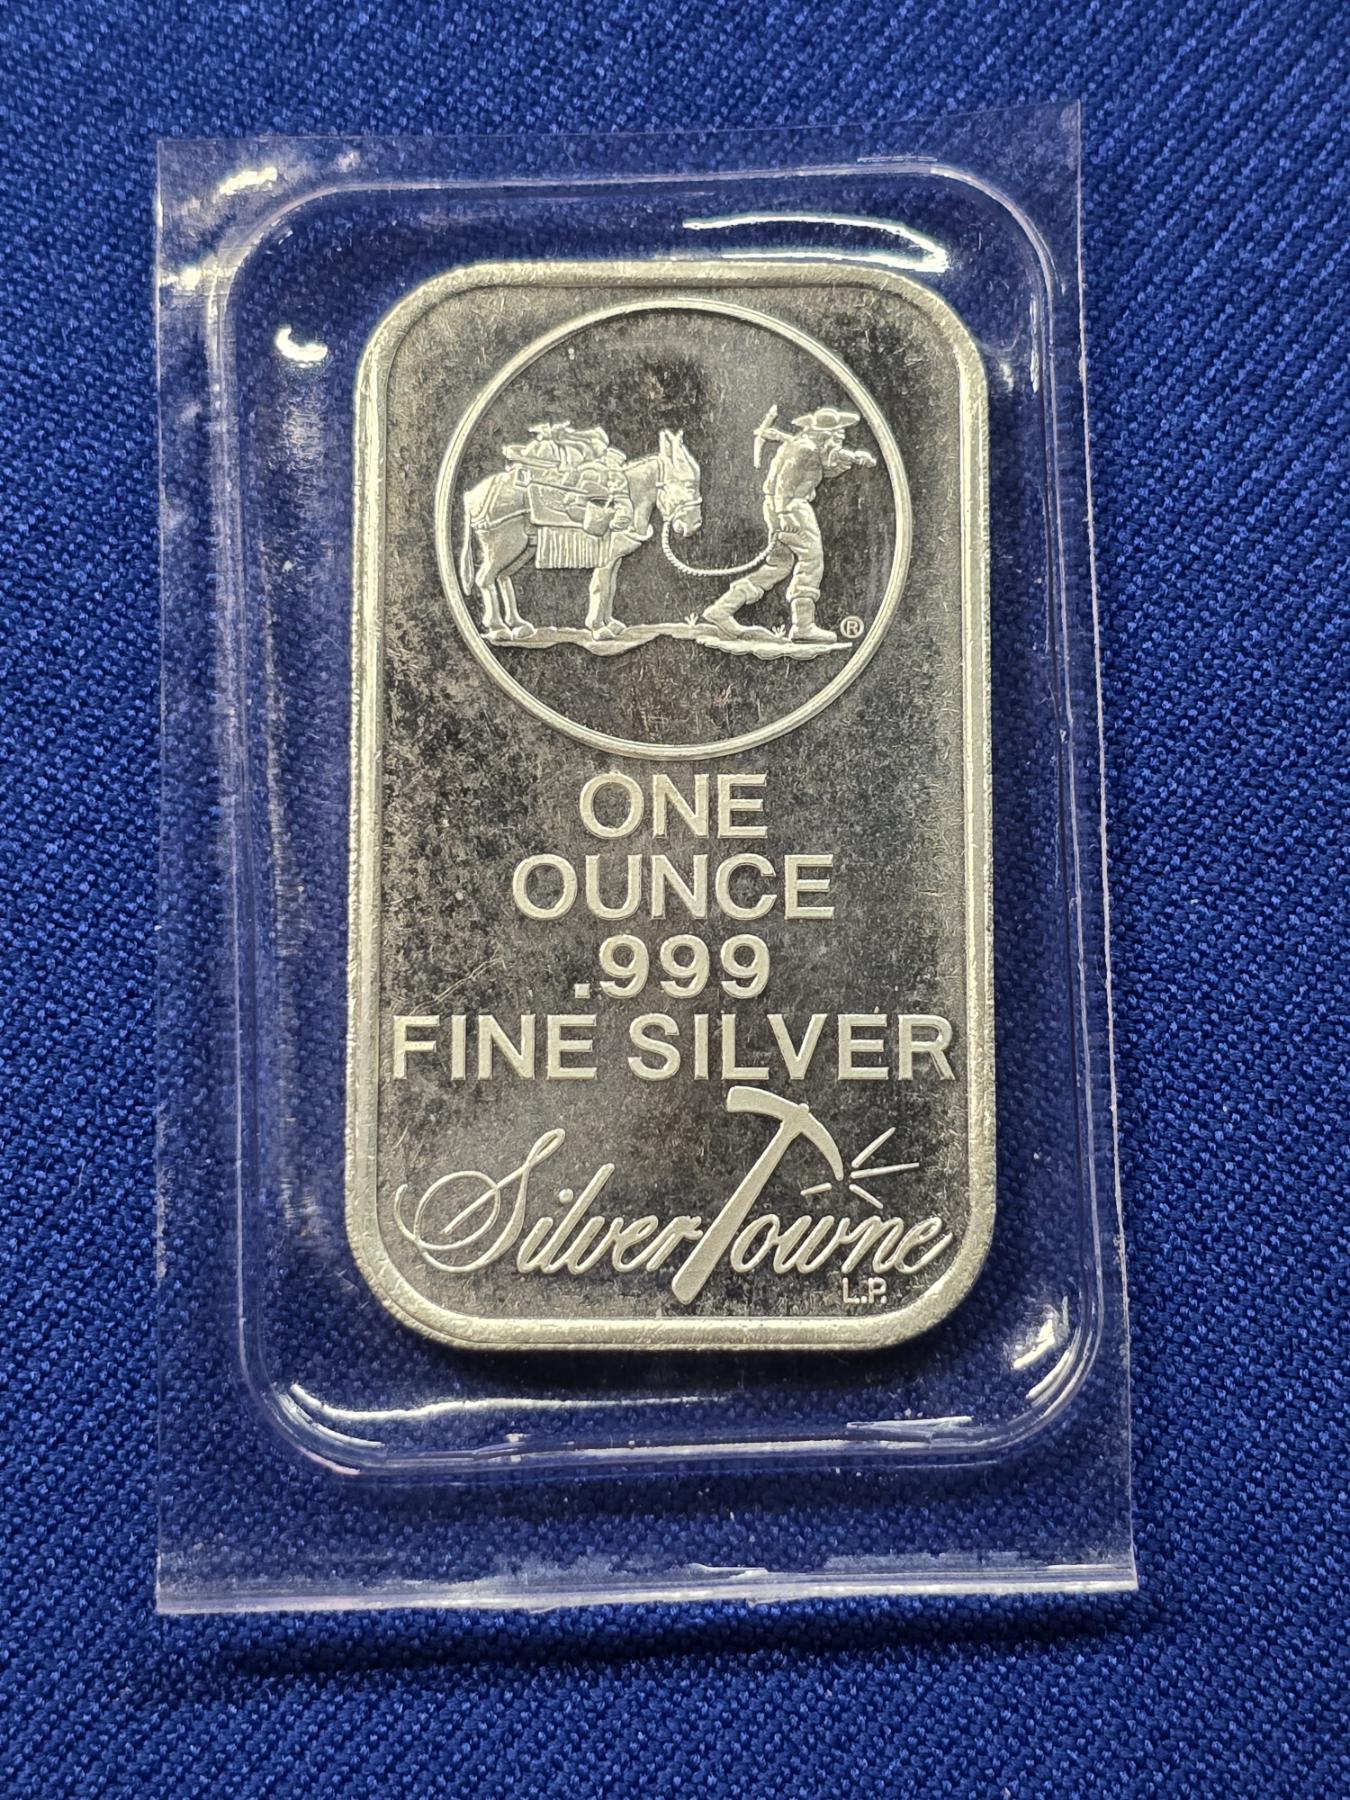 ®
ONE
OUNCE
.999
FINE SILVER
SilverTowne
L.P.